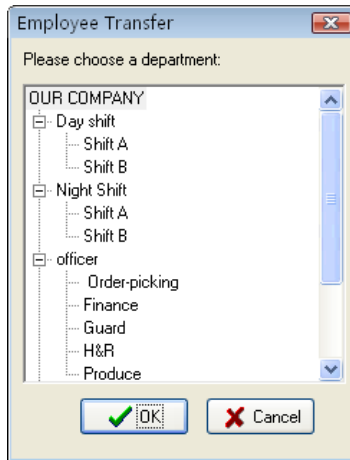 Employee Transfer
Please choose a department:
OUR COMPANY
Day shift
Shift A
Shift B
Night Shift
Shift A
Shift B
officer
Order-picking
Finance
Guard
H&R
Produce
OK Cancel